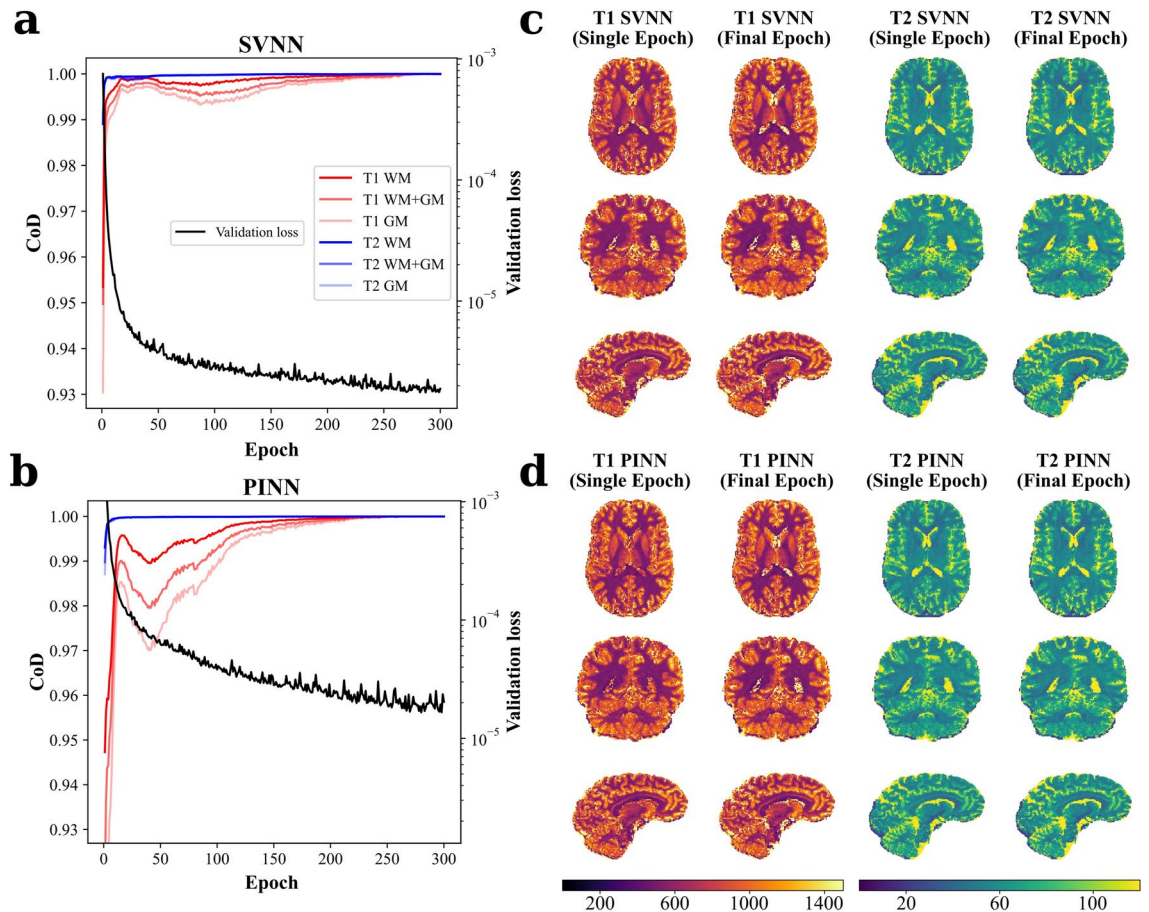 a
SVNN
1.00
0.99
0.98
0.97
0.96
0.95
0.94
0.93
CoD
10⁻³
10⁻⁴
10⁻⁵
Validation loss
Validation loss
T1 WM
T1 WM+GM
T1 GM
T2 WM
T2 WM+GM
T2 GM
0 50 100 150 200 250 300
Epoch
b
PINN
1.00
0.99
0.98
0.97
0.96
0.95
0.94
0.93
CoD
10⁻³
10⁻⁴
10⁻⁵
Validation loss
0 50 100 150 200 250 300
Epoch
c
T1 SVNN
(Single Epoch)
T1 SVNN
(Final Epoch)
T2 SVNN
(Single Epoch)
T2 SVNN
(Final Epoch)
d
T1 PINN
(Single Epoch)
T1 PINN
(Final Epoch)
T2 PINN
(Single Epoch)
T2 PINN
(Final Epoch)
200 600 1000 1400
20 60 100